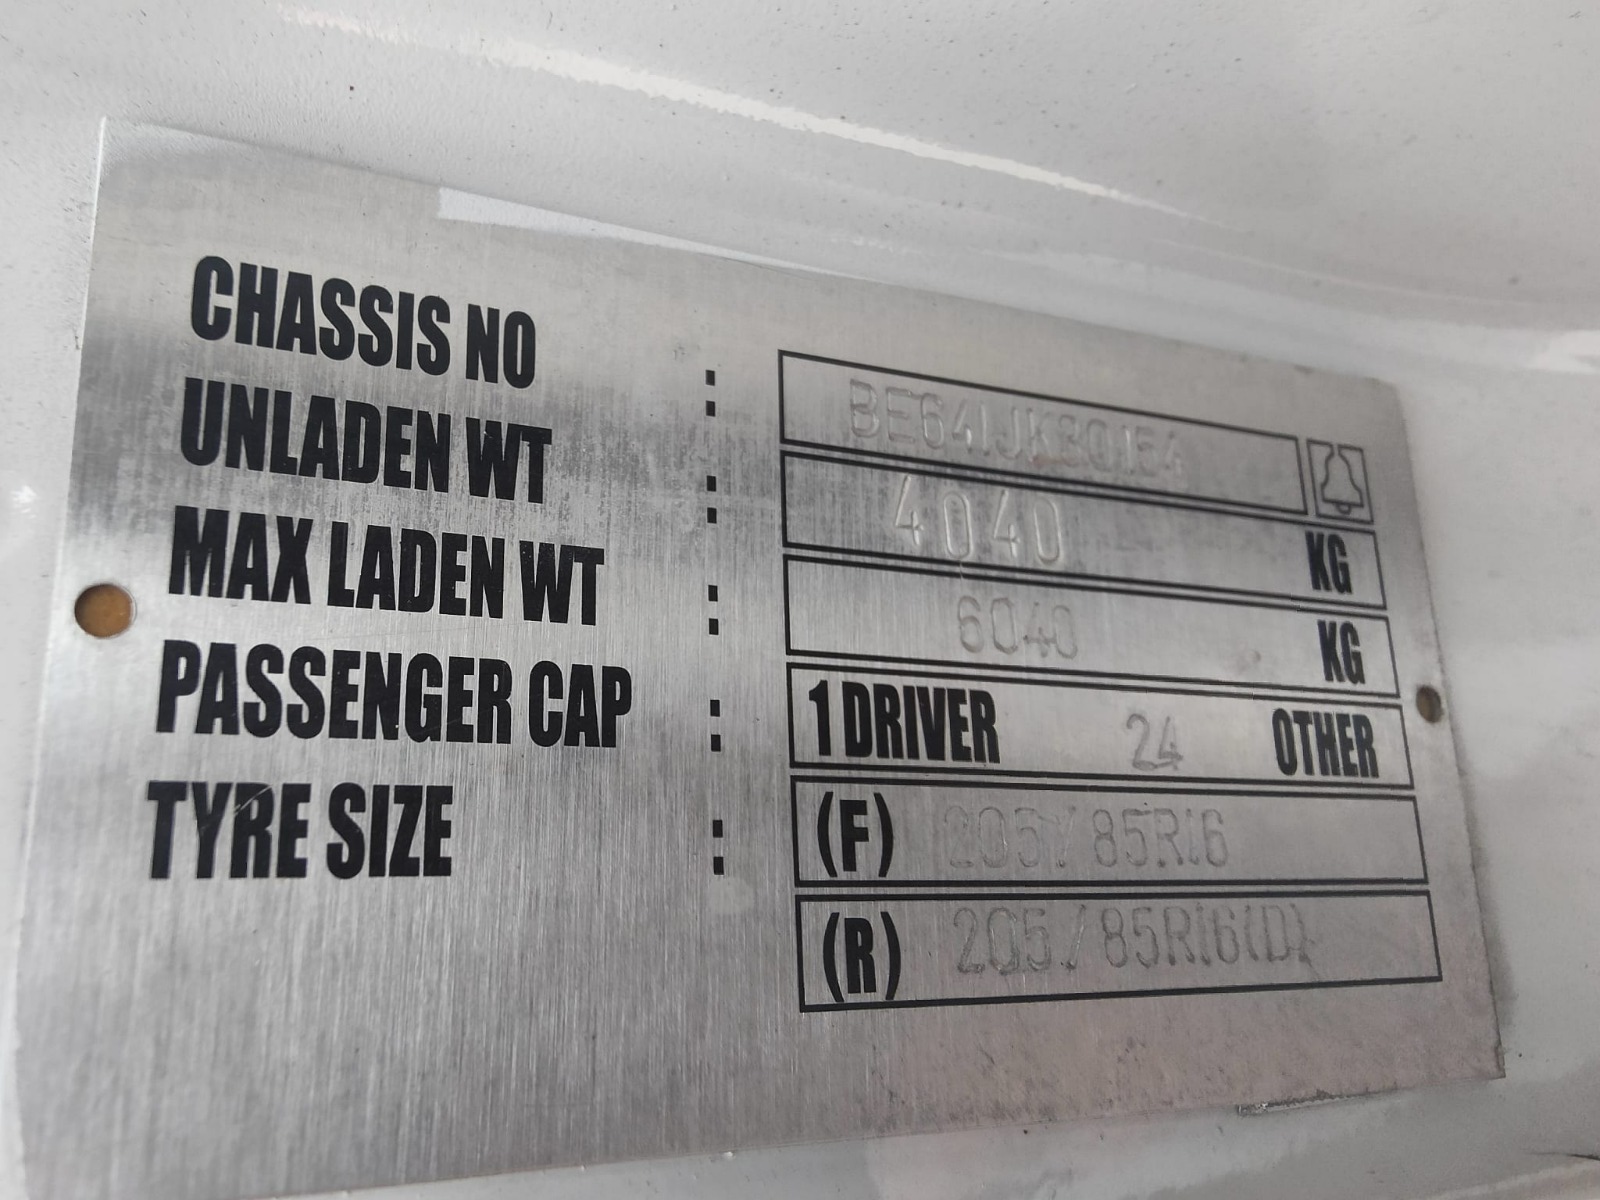 CHASSIS NO : BE641JK30154
UNLADEN WT : 4040 KG
MAX LADEN WT : 6040 KG
PASSENGER CAP : 1 DRIVER 24 OTHER
TYRE SIZE : (F) 205/85R16
(R) 205/85R16(D)